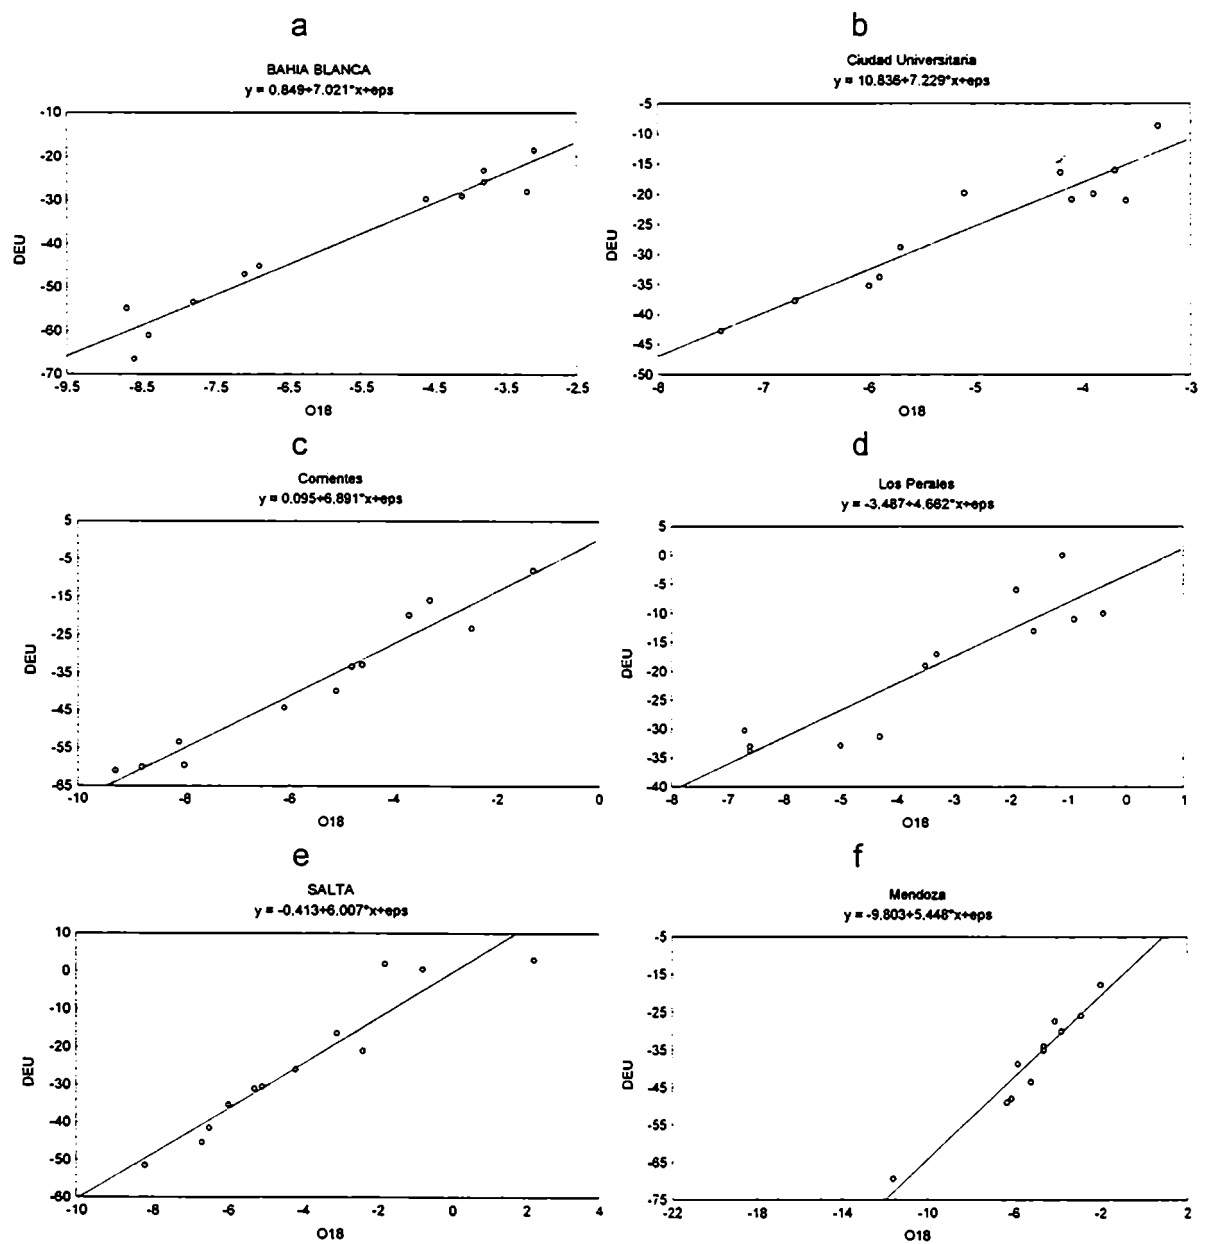 a
BAHIA BLANCA
y = 0.849+7.021*x+eps
-10
-20
-30
-40
-50
-60
-70
DEU
-9.5 -8.5 -7.5 -6.5 -5.5 -4.5 -3.5 -2.5
O18
b
Ciudad Universitaria
y = 10.836+7.229*x+eps
-5
-10
-15
-20
-25
-30
-35
-40
-45
-50
DEU
-8 -7 -6 -5 -4 -3
O18
c
Corrientes
y = 0.095+6.891*x+eps
5
-5
-15
-25
-35
-45
-55
-65
DEU
-10 -8 -6 -4 -2 0
O18
d
Los Perales
y = -3.487+4.662*x+eps
5
0
-5
-10
-15
-20
-25
-30
-35
-40
DEU
-8 -7 -6 -5 -4 -3 -2 -1 0 1
O18
e
SALTA
y = -0.413+6.007*x+eps
10
0
-10
-20
-30
-40
-50
-60
DEU
-10 -8 -6 -4 -2 0 2 4
O18
f
Mendoza
y = -9.803+5.448*x+eps
-5
-15
-25
-35
-45
-55
-65
-75
DEU
-22 -18 -14 -10 -6 -2 2
O18